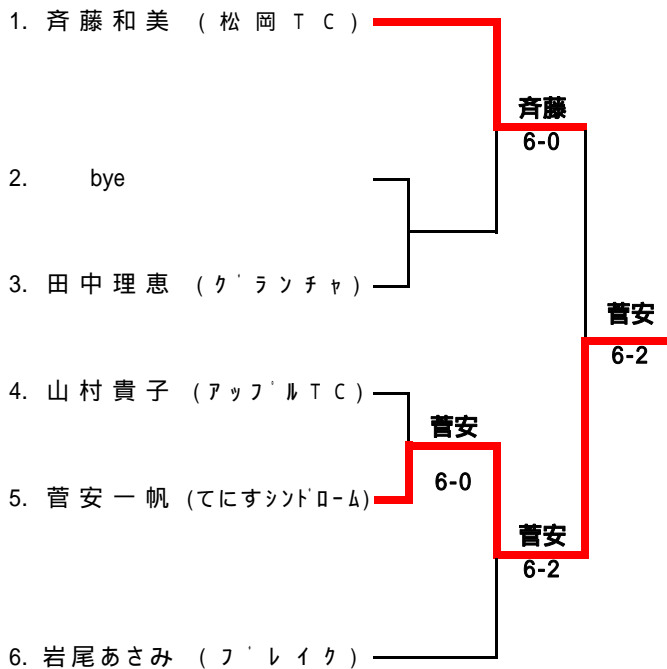 1. 斉藤和美 (松岡TC)
斉藤
6-0
2. bye
3. 田中理恵 (グランチャ)
菅安
6-2
4. 山村貴子 (アップルTC)
菅安
6-0
5. 菅安一帆 (てにすシンドローム)
菅安
6-2
6. 岩尾あさみ (ブレイク)